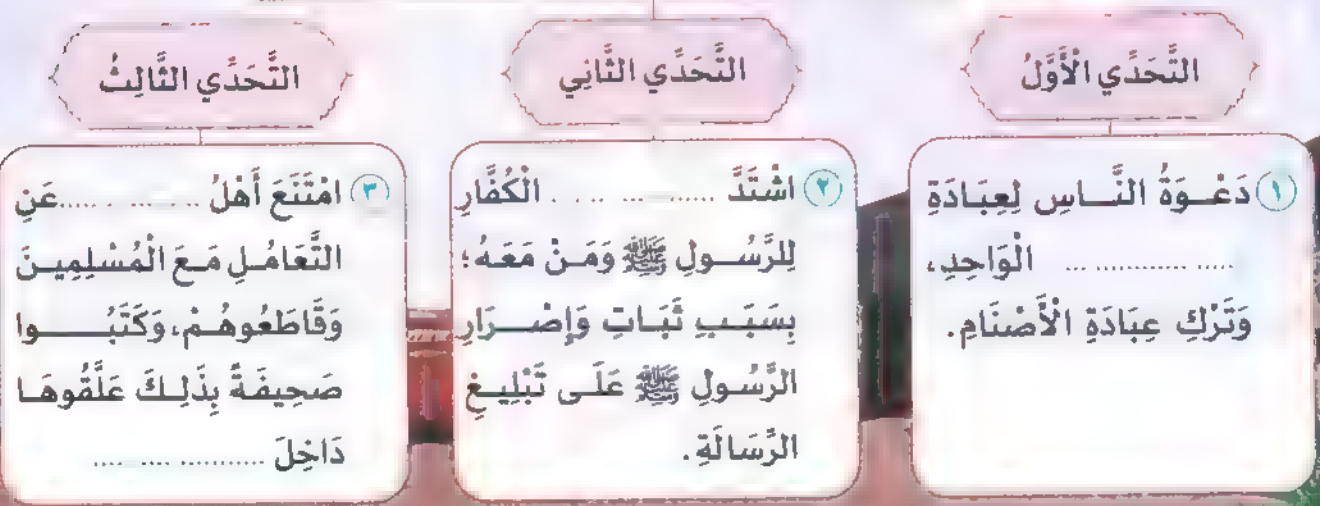 التَّحَدِّي الْأَوَّلُ
١ دَعْوَةُ النَّاسِ لِعِبَادَةِ
.................. الْوَاحِدِ،
وَتَرْكِ عِبَادَةِ الْأَصْنَامِ.
التَّحَدِّي الثَّانِي
٢ اشْتَدَّ .................. الْكُفَّارِ
لِلرَّسُولِ ﷺ وَمَنْ مَعَهُ؛
بِسَبَبِ ثَبَاتِ وَإِصْرَارِ
الرَّسُولِ ﷺ عَلَى تَبْلِيغِ
الرِّسَالَةِ.
التَّحَدِّي الثَّالِثُ
٣ امْتَنَعَ أَهْلُ .................. عَنِ
التَّعَامُلِ مَعَ الْمُسْلِمِينَ
وَقَاطَعُوهُمْ، وَكَتَبُوا
صَحِيفَةً بِذَلِكَ عَلَّقُوهَا
دَاخِلَ ..................